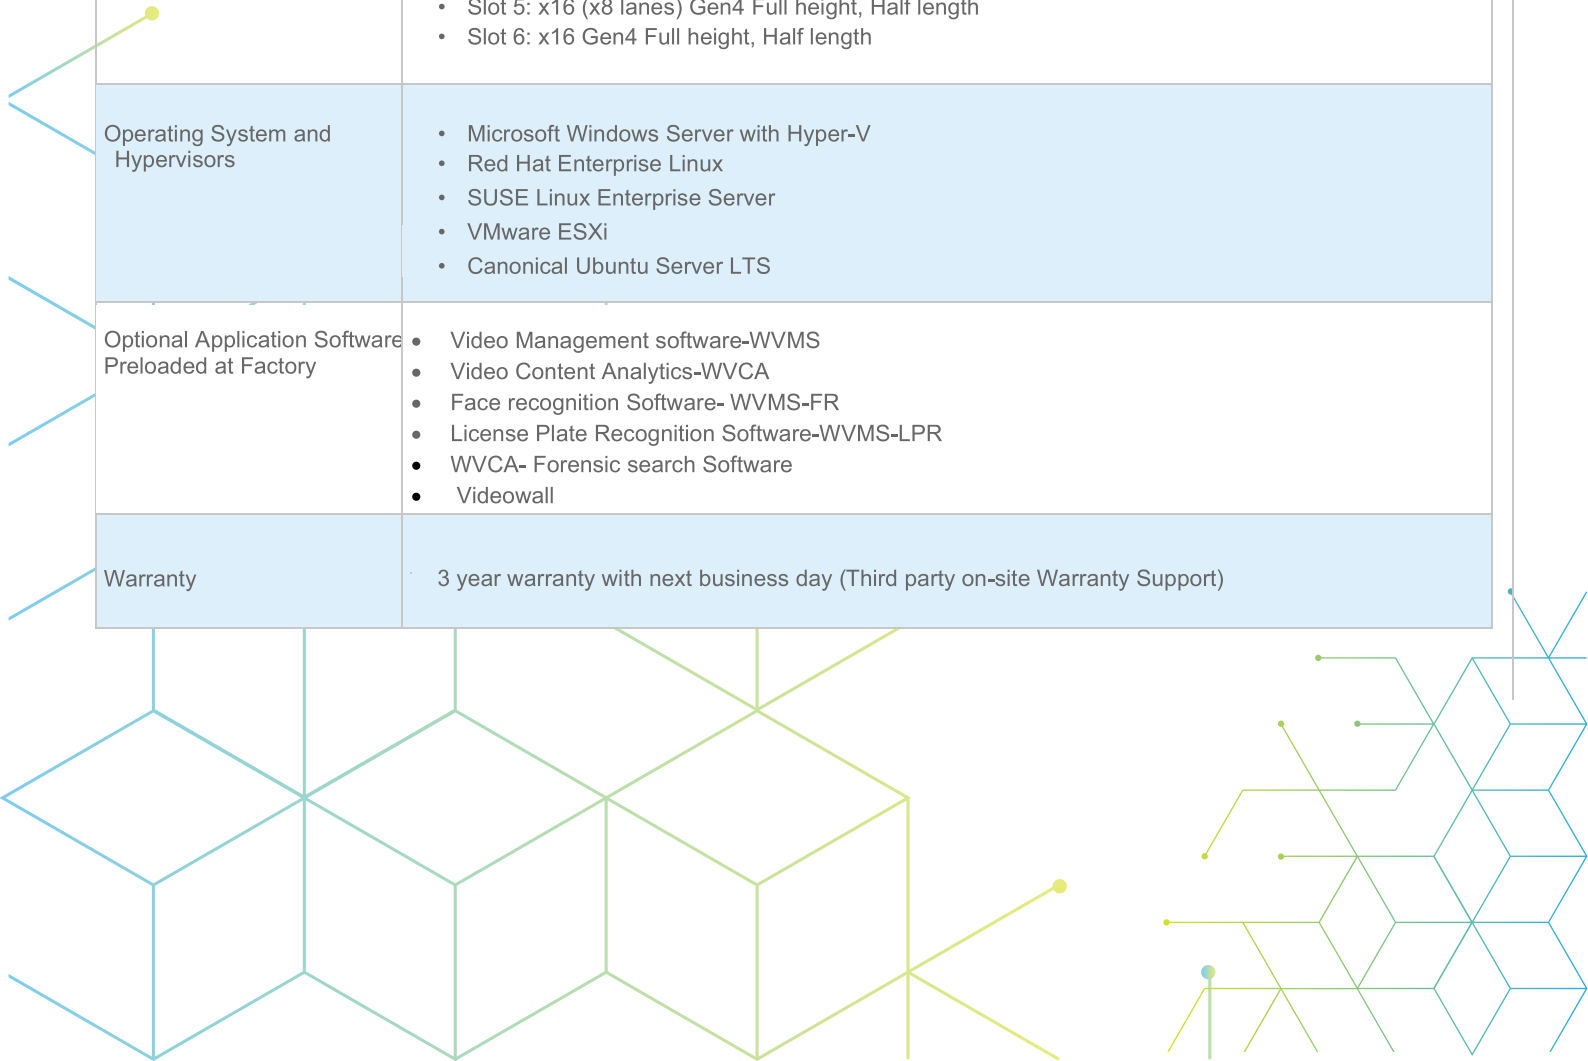 • Slot 5: x16 (x8 lanes) Gen4 Full height, Half length
• Slot 6: x16 Gen4 Full height, Half length
Operating System and
Hypervisors
• Microsoft Windows Server with Hyper-V
• Red Hat Enterprise Linux
• SUSE Linux Enterprise Server
• VMware ESXi
• Canonical Ubuntu Server LTS
Optional Application Software
Preloaded at Factory
• Video Management software-WVMS
• Video Content Analytics-WVCA
• Face recognition Software- WVMS-FR
• License Plate Recognition Software-WVMS-LPR
• WVCA- Forensic search Software
• Videowall
Warranty
3 year warranty with next business day (Third party on-site Warranty Support)